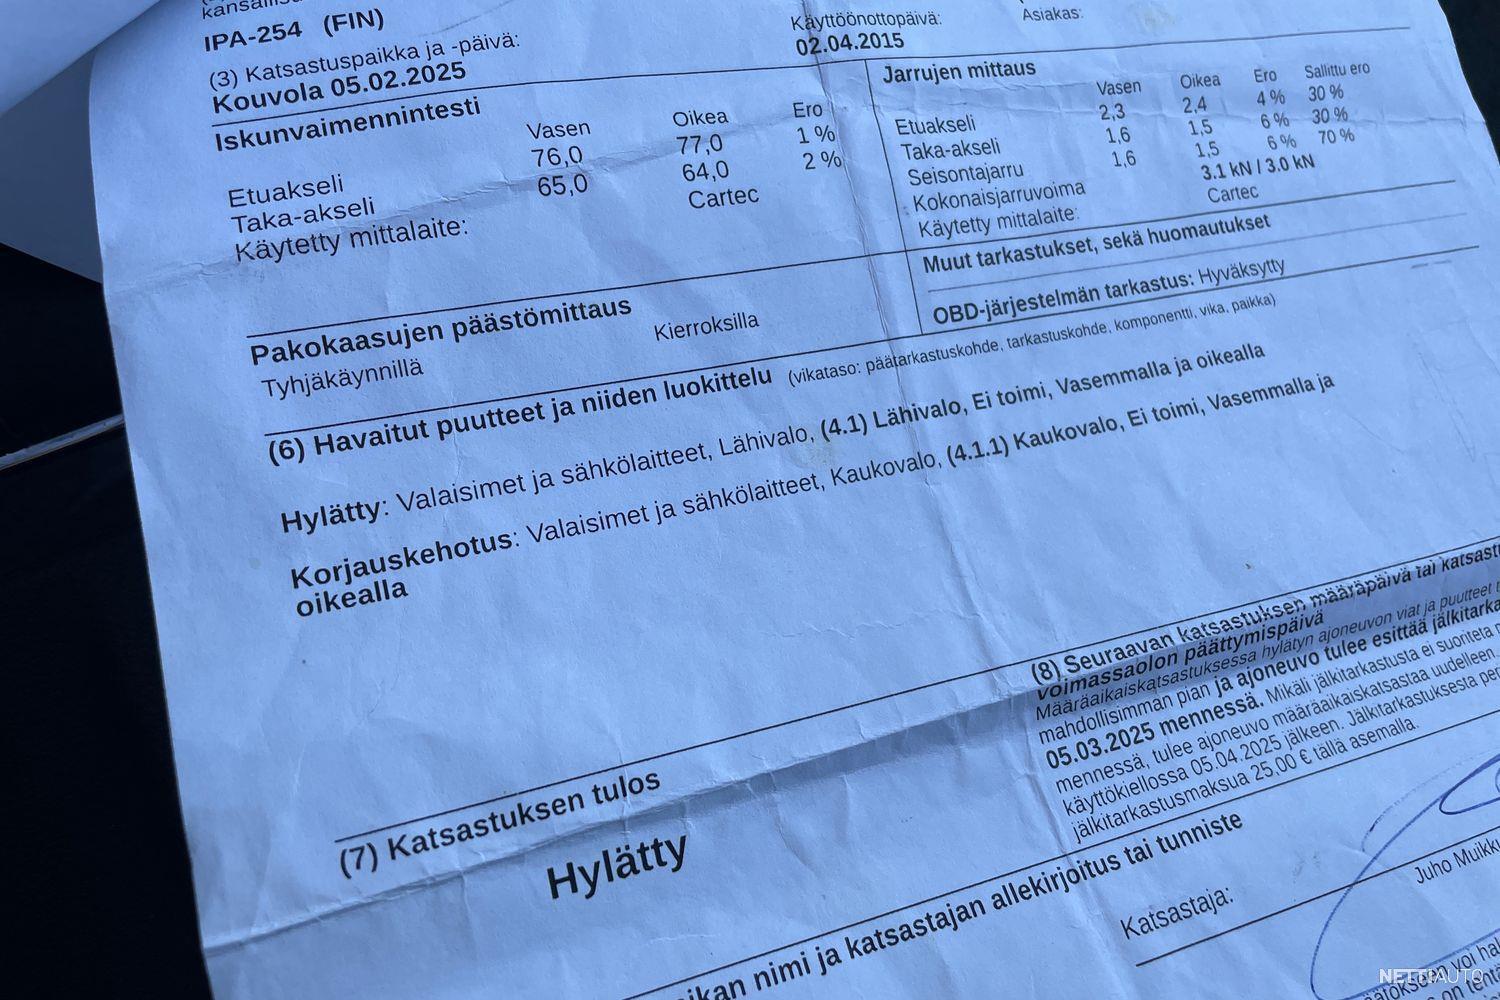 IPA-254 (FIN)
(3) Katsastuspaikka ja -päivä:
Kouvola 05.02.2025
Käyttöönottopäivä:
02.04.2015
Asiakas:
Iskunvaimennintesti
Vasen Oikea Ero
Etuakseli 76,0 77,0 1 %
Taka-akseli 65,0 64,0 2 %
Käytetty mittalaite: Cartec
Jarrujen mittaus
Vasen Oikea Ero Sallittu ero
Etuakseli 2,3 2,4 4 % 30 %
Taka-akseli 1,6 1,5 6 % 30 %
Seisontajarru 1,6 1,5 6 % 70 %
Kokonaisjarruvoima 3.1 kN / 3.0 kN
Käytetty mittalaite: Cartec
Muut tarkastukset, sekä huomautukset
OBD-järjestelmän tarkastus: Hyväksytty
Pakokaasujen päästömittaus
Tyhjäkäynnillä Kierroksilla
(6) Havaitut puutteet ja niiden luokittelu (vikataso: päätarkastuskohde, tarkastuskohde, komponentti, vika, paikka)
Hylätty: Valaisimet ja sähkölaitteet, Lähivalo, (4.1) Lähivalo, Ei toimi, Vasemmalla ja oikealla
Korjauskehotus: Valaisimet ja sähkölaitteet, Kaukovalo, (4.1.1) Kaukovalo, Ei toimi, Vasemmalla ja
oikealla
(7) Katsastuksen tulos
Hylätty
(8) Seuraavan katsastuksen määräpäivä tai
voimassaolon päättymispäivä
Määräaikaiskatsastuksessa hylätyn ajoneuvon viat ja puutteet
mahdollisimman pian ja ajoneuvo tulee esittää
05.03.2025 mennessä. Mikäli jälkitarkastusta ei suoriteta
mennessä, tulee ajoneuvo määräaikaiskatsastaa uudelleen.
käyttökiellossa 05.04.2025 jälkeen. Jälkitarkastuksesta
jälkitarkastusmaksua 25,00 € tällä asemalla.
nimi ja katsastajan allekirjoitus tai tunniste
Katsastaja:
Juho
NETTIAUTO